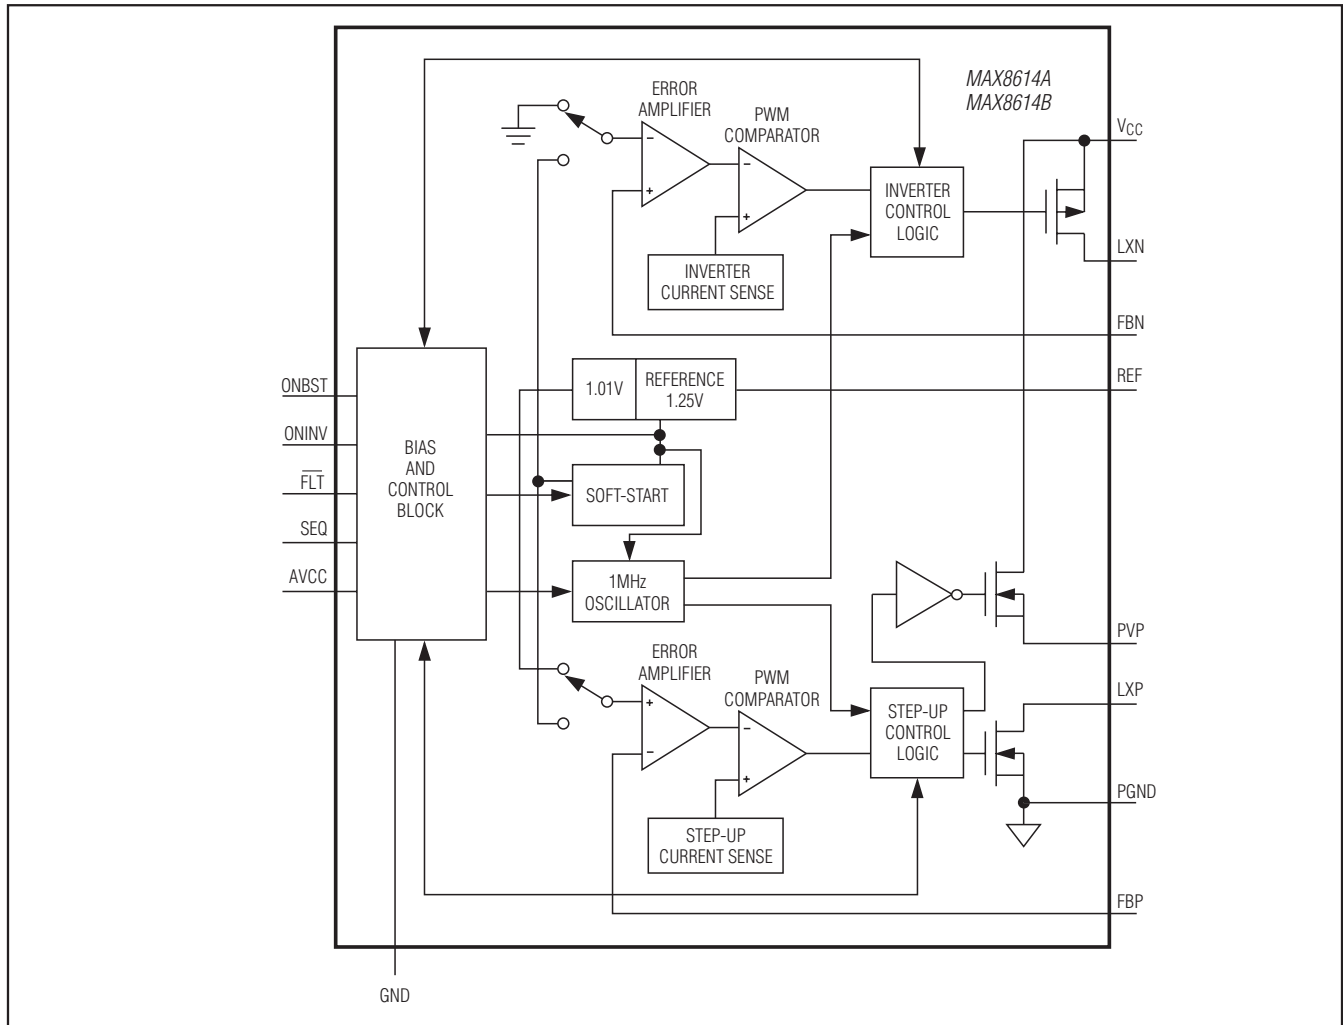 MAX8614A
MAX8614B
ERROR
AMPLIFIER
PWM
COMPARATOR
VCC
−
+
−
+
INVERTER
CONTROL
LOGIC
LXN
INVERTER
CURRENT SENSE
FBN
ONBST
1.01V
REFERENCE
1.25V
REF
ONINV
BIAS
AND
CONTROL
BLOCK
FLT
SOFT-START
SEQ
AVCC
1MHz
OSCILLATOR
PVP
ERROR
AMPLIFIER
PWM
COMPARATOR
LXP
+
−
−
+
STEP-UP
CONTROL
LOGIC
PGND
STEP-UP
CURRENT SENSE
FBP
GND